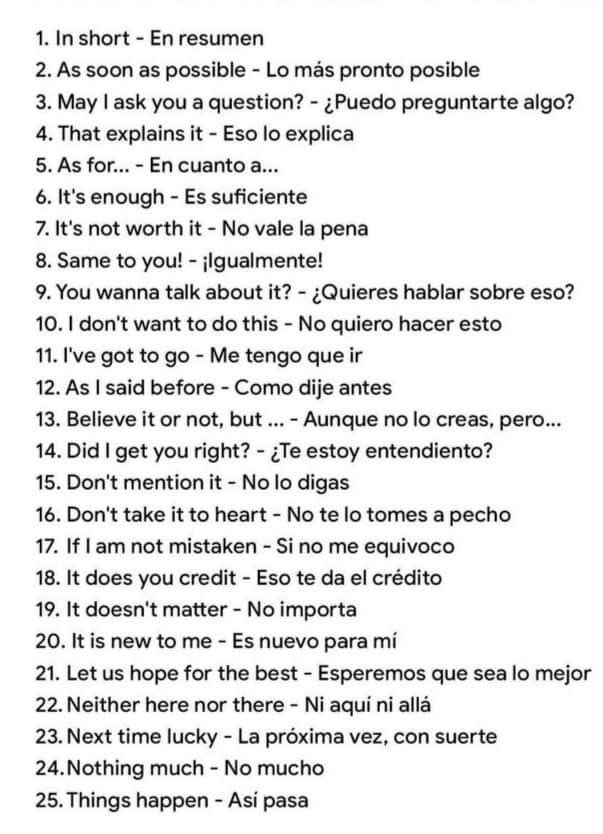 1. In short - En resumen
2. As soon as possible - Lo más pronto posible
3. May I ask you a question? - ¿Puedo preguntarte algo?
4. That explains it - Eso lo explica
5. As for... - En cuanto a...
6. It's enough - Es suficiente
7. It's not worth it - No vale la pena
8. Same to you! - ¡Igualmente!
9. You wanna talk about it? - ¿Quieres hablar sobre eso?
10. I don't want to do this - No quiero hacer esto
11. I've got to go - Me tengo que ir
12. As I said before - Como dije antes
13. Believe it or not, but ... - Aunque no lo creas, pero...
14. Did I get you right? - ¿Te estoy entendiento?
15. Don't mention it - No lo digas
16. Don't take it to heart - No te lo tomes a pecho
17. If I am not mistaken - Si no me equivoco
18. It does you credit - Eso te da el crédito
19. It doesn't matter - No importa
20. It is new to me - Es nuevo para mí
21. Let us hope for the best - Esperemos que sea lo mejor
22. Neither here nor there - Ni aquí ni allá
23. Next time lucky - La próxima vez, con suerte
24. Nothing much - No mucho
25. Things happen - Así pasa